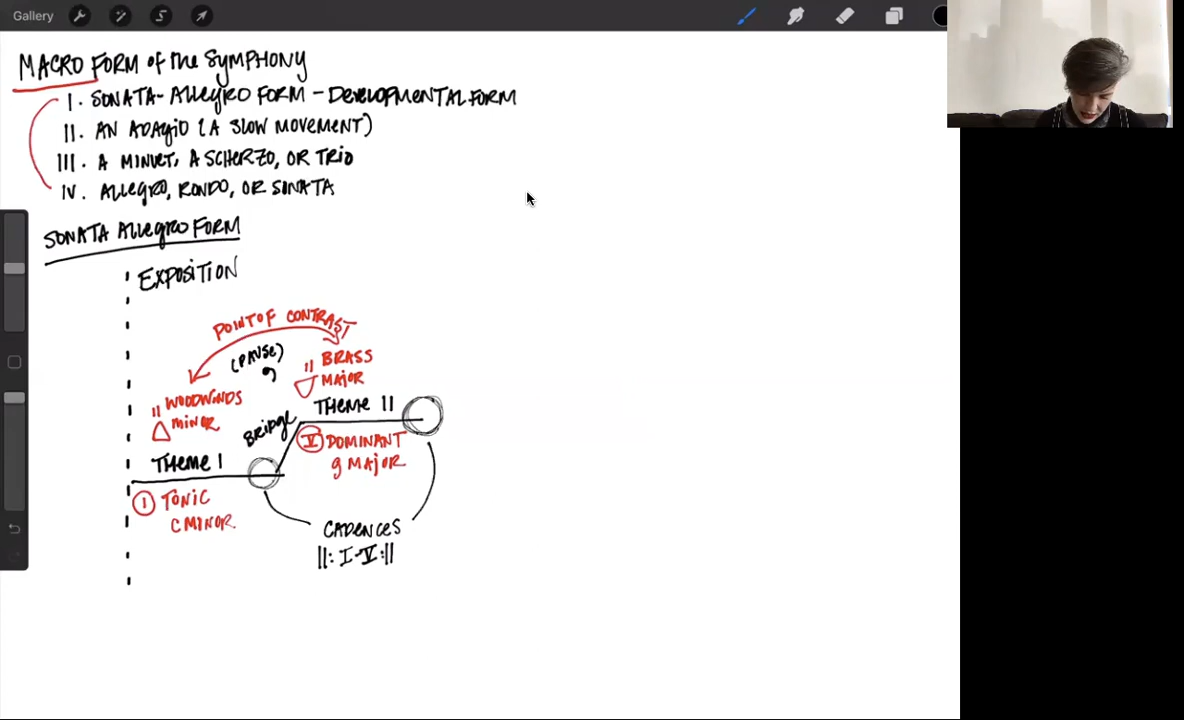 Gallery
MACRO FORM of the SYMPHONY
I. SONATA-Allegro FORM - DEVELOPMENTAL FORM
II. AN ADAGIO (A SLOW MOVEMENT)
III. A MINUET, A SCHERZO, OR TRIO
IV. Allegro, RONDO, OR SONATA
SONATA Allegro FORM
EXPOSITION
POINT OF CONTRAST
(PAUSE)
BRASS
MAJOR
WOODWINDS
MINOR
BRIDGE
THEME II
V DOMINANT
g MAJOR
THEME I
I TONIC
C MINOR
CADENCES
||: I-V :||